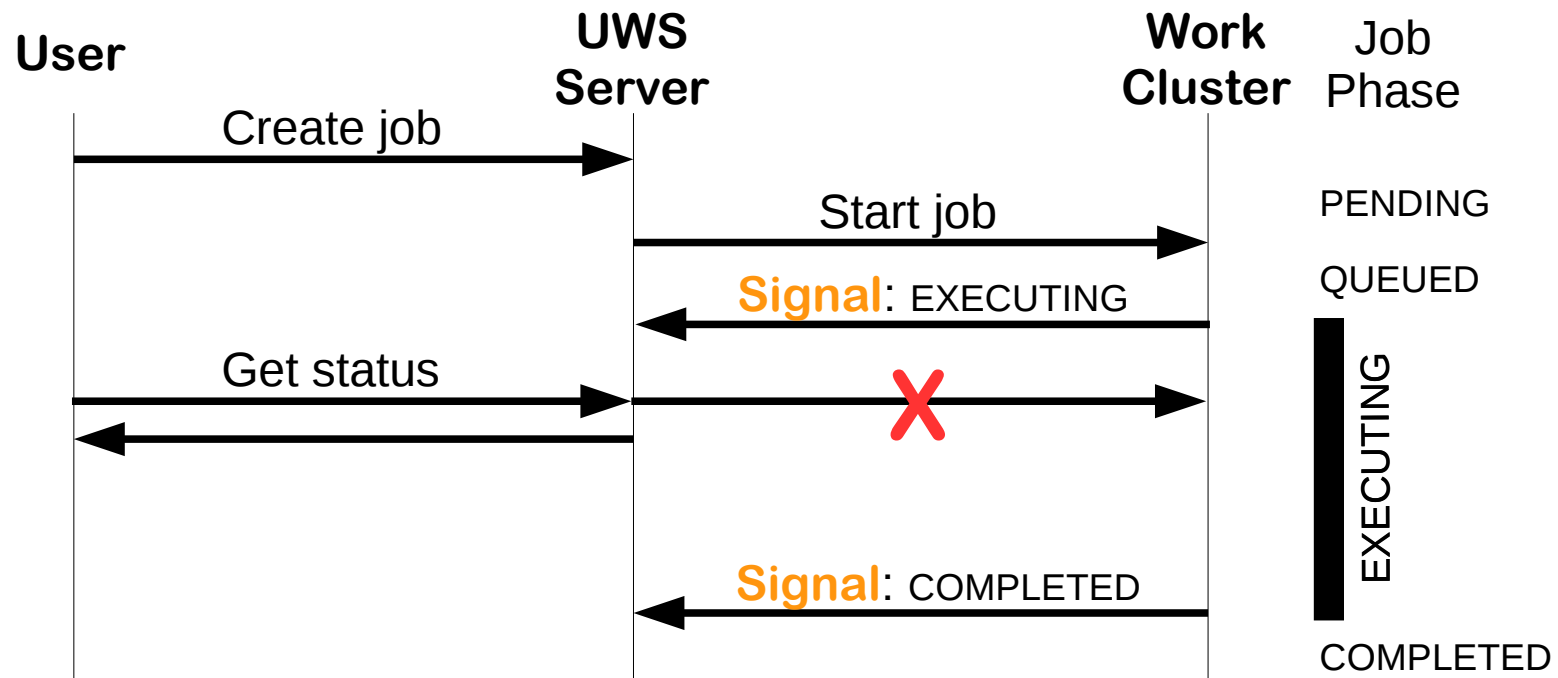 User
UWS
Server
Work
Cluster
Job
Phase
Create job
PENDING
Start job
QUEUED
Signal: EXECUTING
Get status
EXECUTING
Signal: COMPLETED
COMPLETED